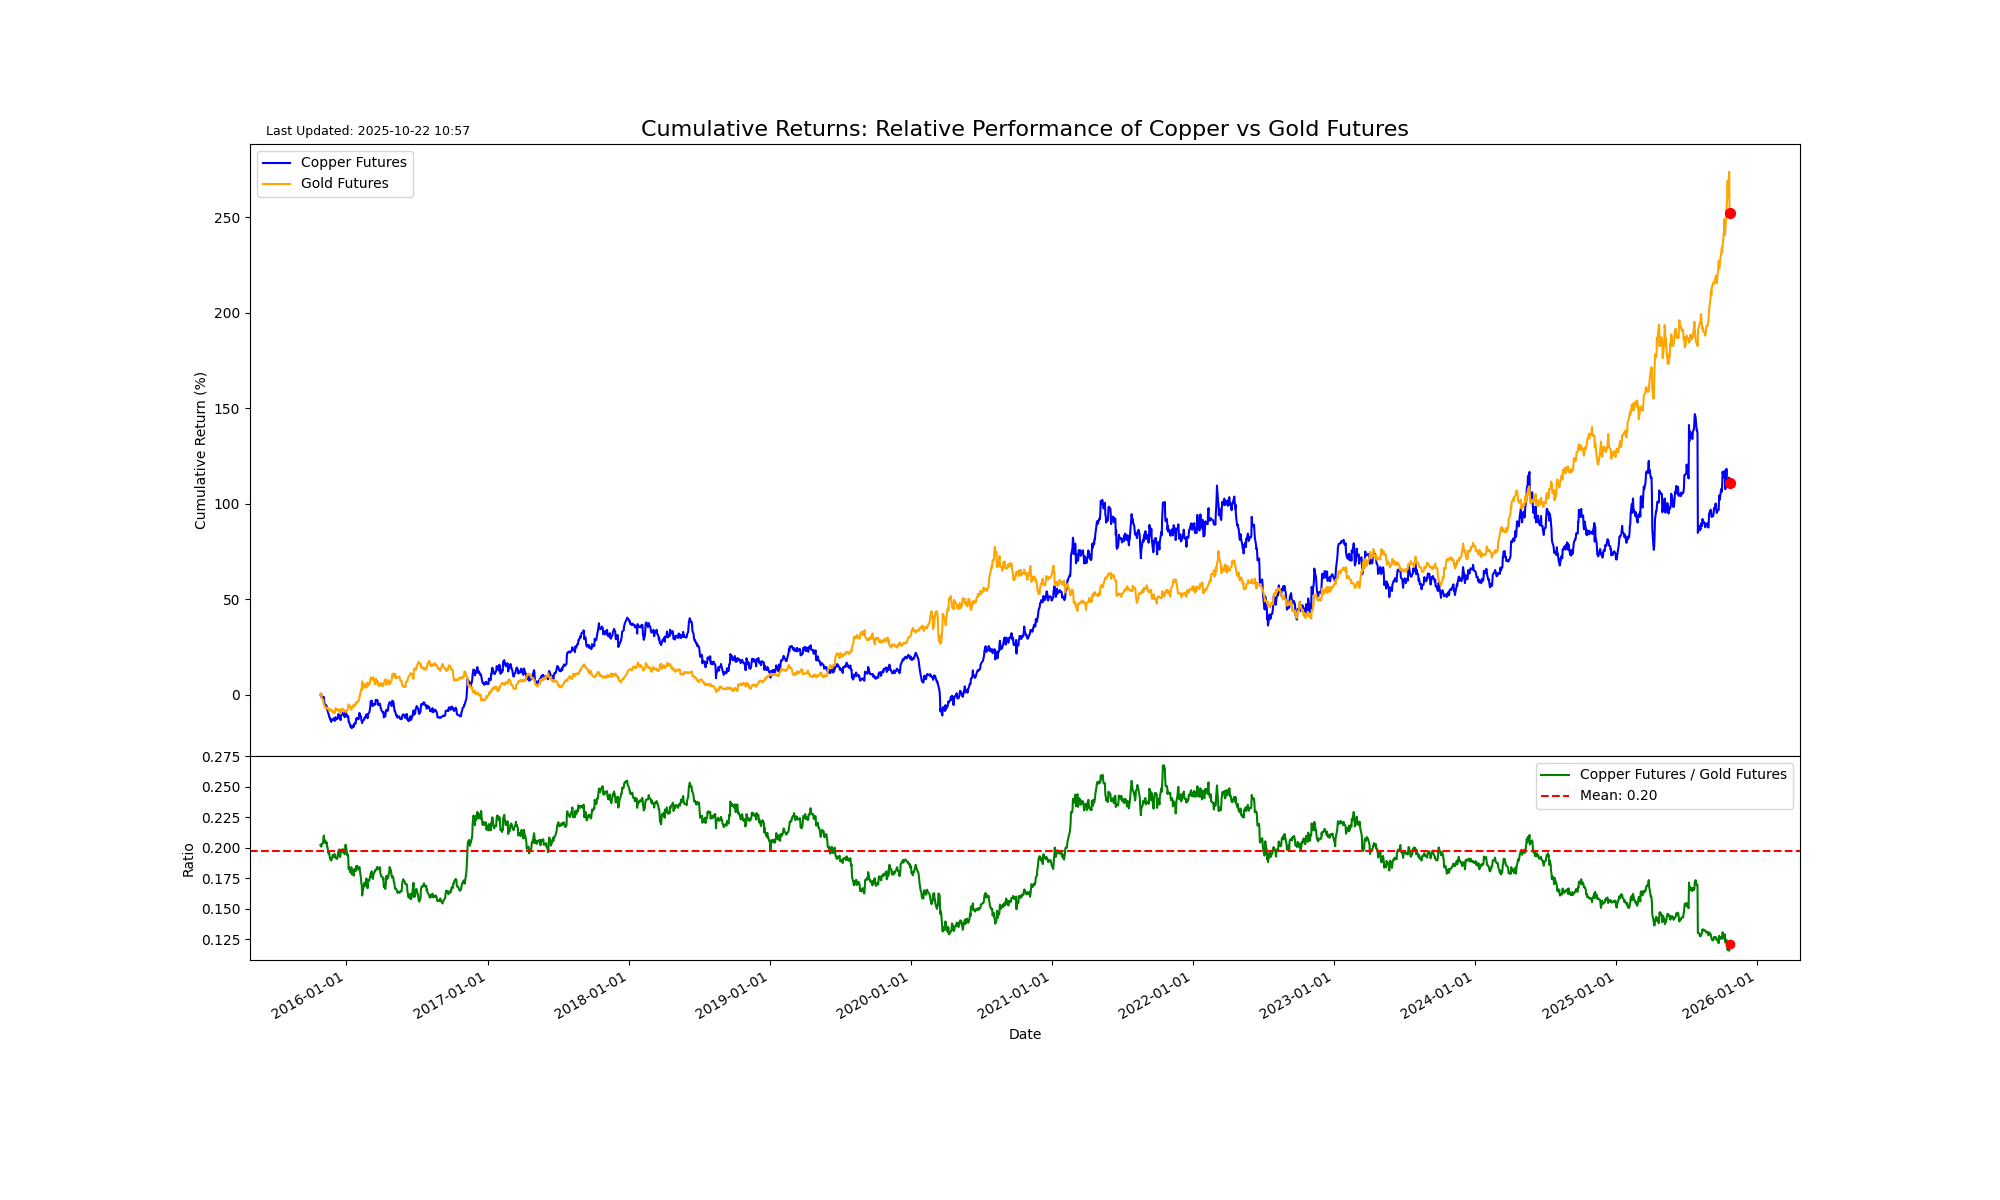 Last Updated: 2025-10-22 10:57
Cumulative Returns: Relative Performance of Copper vs Gold Futures
Copper Futures
Gold Futures
Cumulative Return (%)
250
200
150
100
50
0
Copper Futures / Gold Futures
Mean: 0.20
Ratio
0.275
0.250
0.225
0.200
0.175
0.150
0.125
2016-01-01
2017-01-01
2018-01-01
2019-01-01
2020-01-01
2021-01-01
2022-01-01
2023-01-01
2024-01-01
2025-01-01
2026-01-01
Date